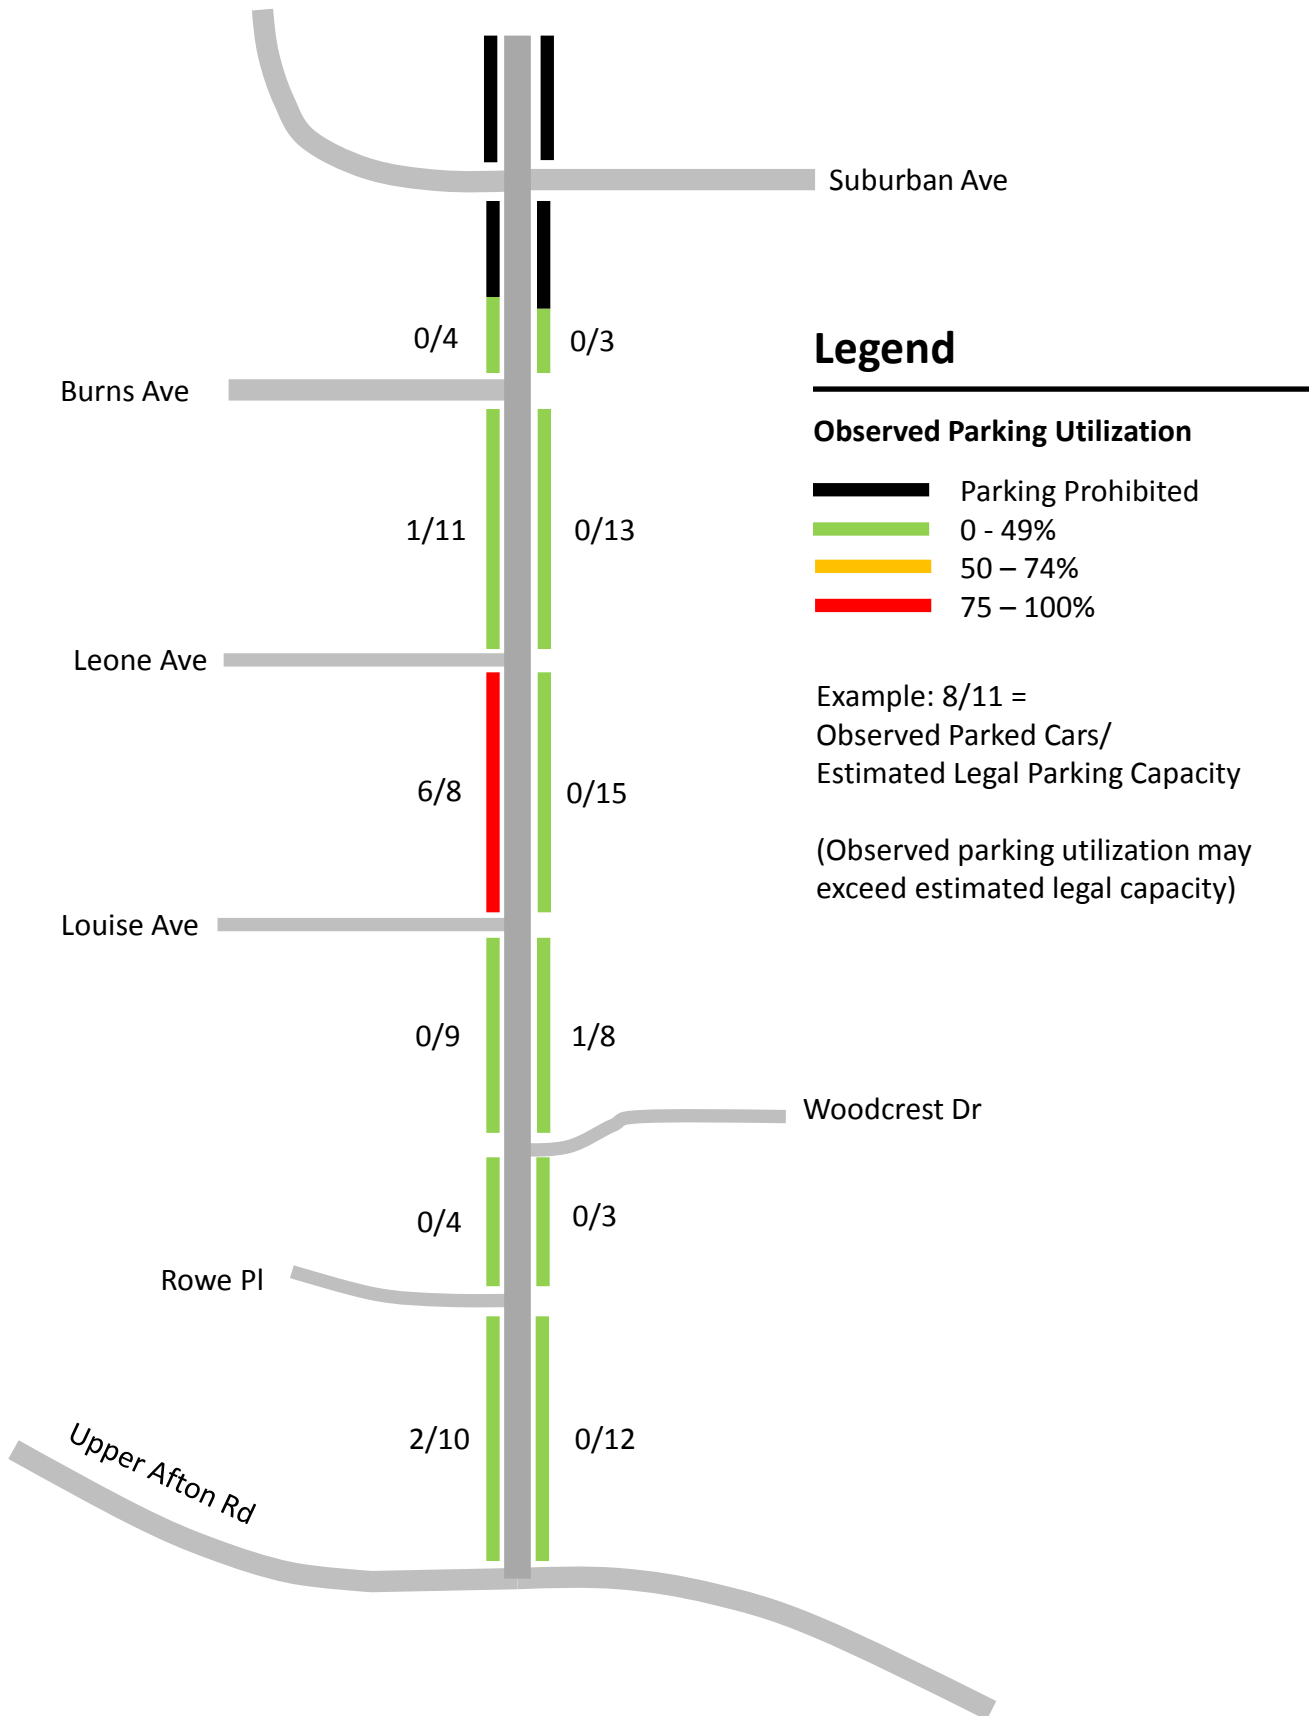 Suburban Ave
0/4
0/3
Legend
Burns Ave
Observed Parking Utilization
Parking Prohibited
0 - 49%
50 – 74%
75 – 100%
1/11
0/13
Leone Ave
Example: 8/11 =
Observed Parked Cars/
Estimated Legal Parking Capacity
6/8
0/15
(Observed parking utilization may
exceed estimated legal capacity)
Louise Ave
0/9
1/8
Woodcrest Dr
0/4
0/3
Rowe Pl
2/10
0/12
Upper Afton Rd